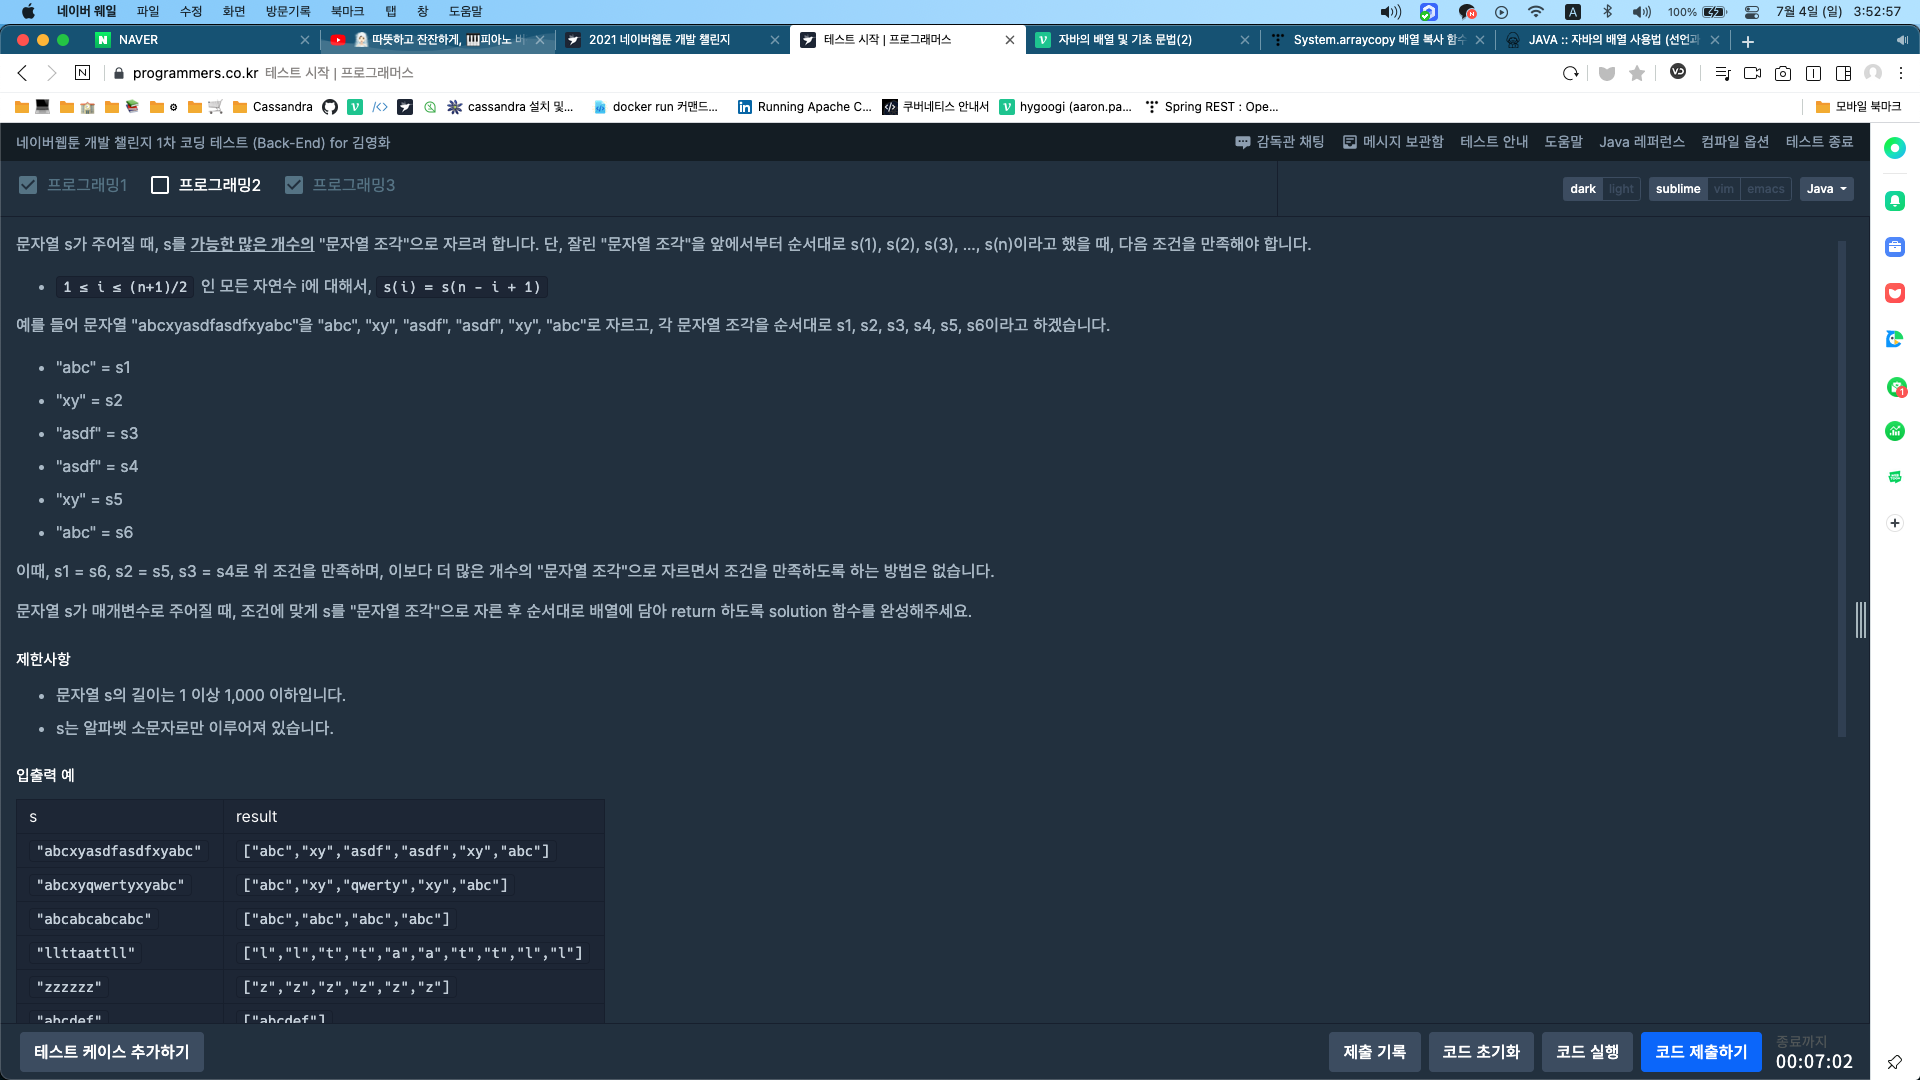 네이버 웨일 파일 수정 화면 방문기록 북마크 탭 창 도움말 100% 7월 4일 (일) 3:52:57
NAVER 따뜻하고 잔잔하게, 🎹피아노 2021 네이버웹툰 개발 챌린지 테스트 시작 | 프로그래머스 자바의 배열 및 기초 문법(2) System.arraycopy 배열 복사 함수 JAVA :: 자바의 배열 사용법 (선언과
programmers.co.kr 테스트 시작 | 프로그래머스
Cassandra cassandra 설치 및... docker run 커맨드... Running Apache C... 쿠버네티스 안내서 hygoogi (aaron.pa... Spring REST : Ope... 모바일 북마크
네이버웹툰 개발 챌린지 1차 코딩 테스트 (Back-End) for 김영화 감독관 채팅 메시지 보관함 테스트 안내 도움말 Java 레퍼런스 컴파일 옵션 테스트 종료
프로그래밍1 프로그래밍2 프로그래밍3 dark light sublime vim emacs Java
문자열 s가 주어질 때, s를 가능한 많은 개수의 "문자열 조각"으로 자르려 합니다. 단, 잘린 "문자열 조각"을 앞에서부터 순서대로 s(1), s(2), s(3), ..., s(n)이라고 했을 때, 다음 조건을 만족해야 합니다.
• 1 ≤ i ≤ (n+1)/2 인 모든 자연수 i에 대해서, s(i) = s(n - i + 1)
예를 들어 문자열 "abcxyasdfasdfxyabc"을 "abc", "xy", "asdf", "asdf", "xy", "abc"로 자르고, 각 문자열 조각을 순서대로 s1, s2, s3, s4, s5, s6이라고 하겠습니다.
• "abc" = s1
• "xy" = s2
• "asdf" = s3
• "asdf" = s4
• "xy" = s5
• "abc" = s6
이때, s1 = s6, s2 = s5, s3 = s4로 위 조건을 만족하며, 이보다 더 많은 개수의 "문자열 조각"으로 자르면서 조건을 만족하도록 하는 방법은 없습니다.
문자열 s가 매개변수로 주어질 때, 조건에 맞게 s를 "문자열 조각"으로 자른 후 순서대로 배열에 담아 return 하도록 solution 함수를 완성해주세요.
제한사항
• 문자열 s의 길이는 1 이상 1,000 이하입니다.
• s는 알파벳 소문자로만 이루어져 있습니다.
입출력 예
s result
"abcxyasdfasdfxyabc" ["abc","xy","asdf","asdf","xy","abc"]
"abcxyqwertyxyabc" ["abc","xy","qwerty","xy","abc"]
"abcabcabcabc" ["abc","abc","abc","abc"]
"llttaattll" ["l","l","t","t","a","a","t","t","l","l"]
"zzzzzz" ["z","z","z","z","z","z"]
"abcdef" ["abcdef"]
테스트 케이스 추가하기 제출 기록 코드 초기화 코드 실행 코드 제출하기 종료까지
00:07:02